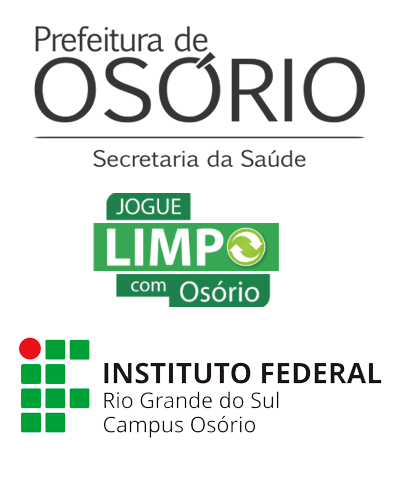 Prefeitura de
OSÓRIO
Secretaria da Saúde
JOGUE
LIMPO
com Osório
INSTITUTO FEDERAL
Rio Grande do Sul
Campus Osório